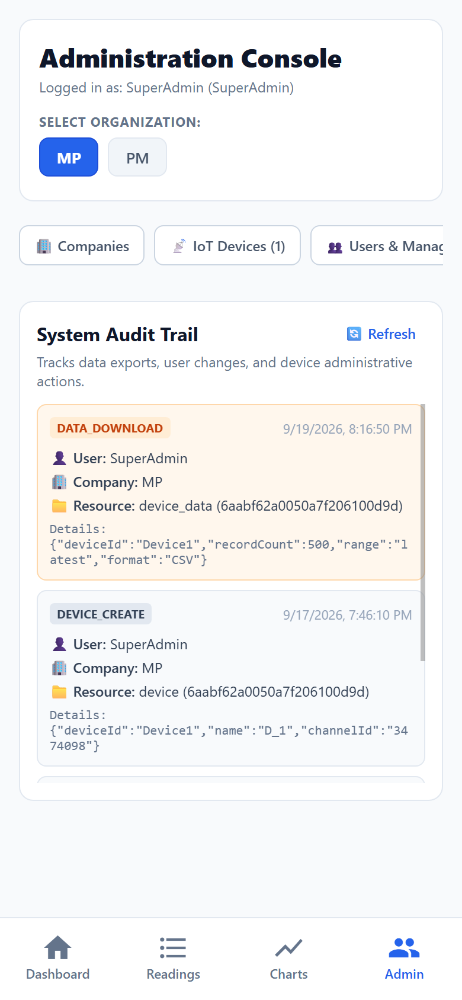 Administration Console
Logged in as: SuperAdmin (SuperAdmin)
SELECT ORGANIZATION:
MP
PM
Companies
IoT Devices (1)
Users & Manag
System Audit Trail
Refresh
Tracks data exports, user changes, and device administrative
actions.
DATA_DOWNLOAD
9/19/2026, 8:16:50 PM
User: SuperAdmin
Company: MP
Resource: device_data (6aabf62a0050a7f206100d9d)
Details:
{"deviceId":"Device1","recordCount":500,"range":"l
atest","format":"CSV"}
DEVICE_CREATE
9/17/2026, 7:46:10 PM
User: SuperAdmin
Company: MP
Resource: device (6aabf62a0050a7f206100d9d)
Details:
{"deviceId":"Device1","name":"D_1","channelId":"34
74098"}
Dashboard
Readings
Charts
Admin